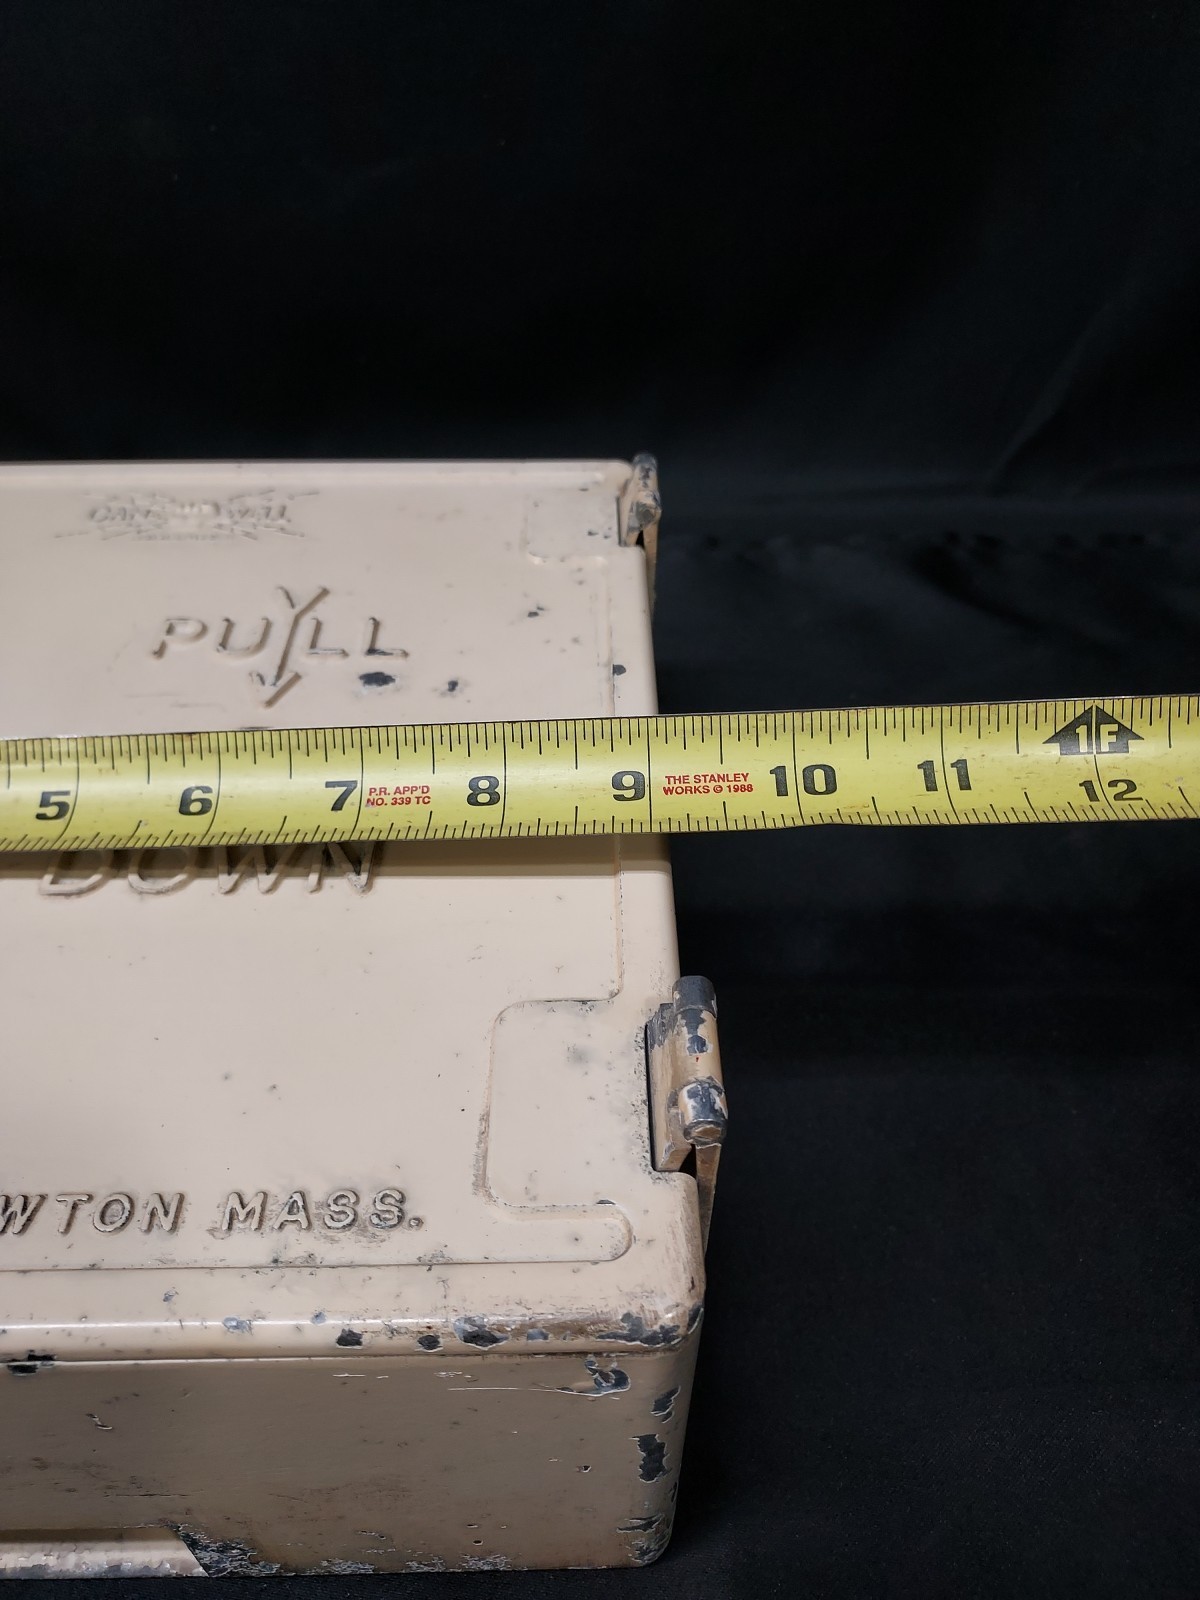 GAMEWELL
PULL
5 6 7 P.R. APP'D 8 9 THE STANLEY 10 11 1F
NO. 339 TC WORKS © 1988 12
DOWN
WTON MASS.